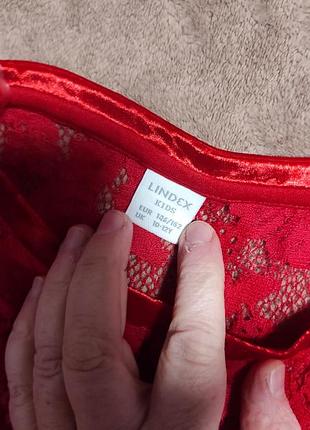 LINDEX
KIDS
EUR 146/152
UK 10-12Y